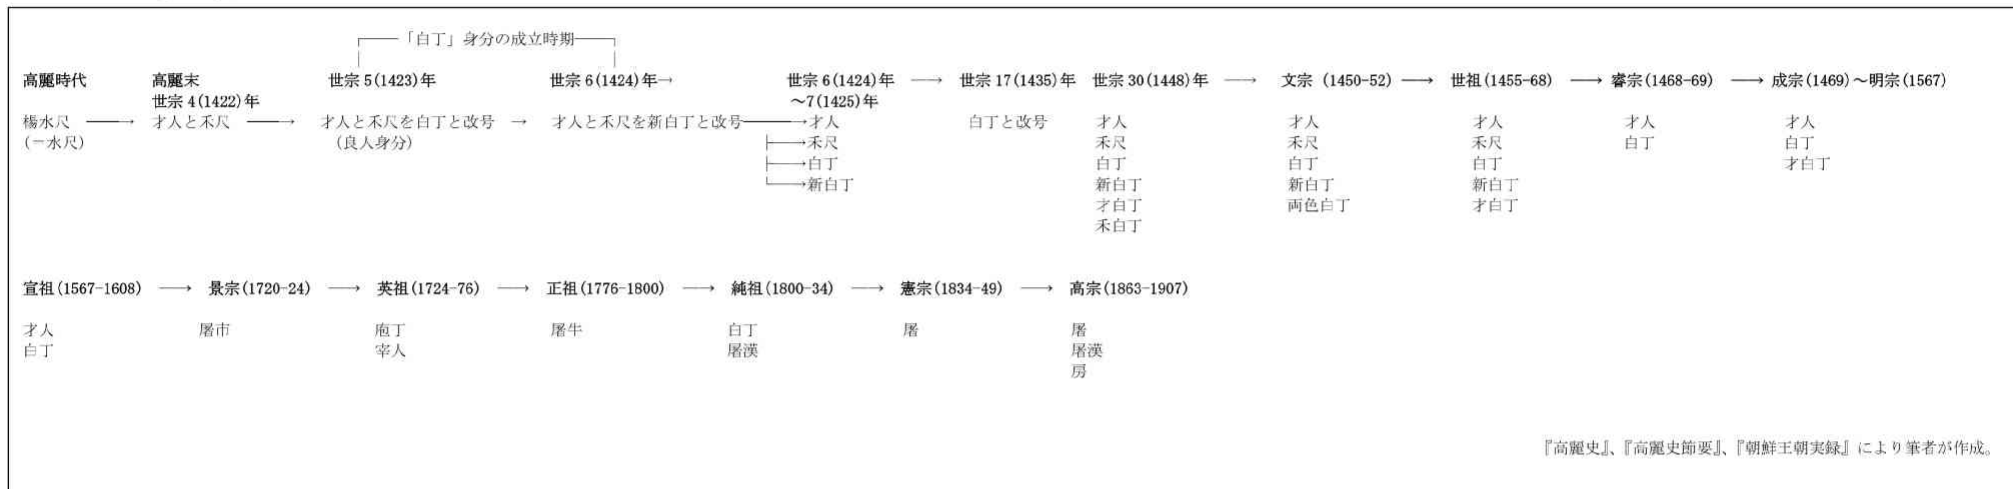 「白丁」身分の成立時期
高麗時代 高麗末 世宗5(1423)年 世宗6(1424)年→ 世宗6(1424)年 → 世宗17(1435)年 世宗30(1448)年 → 文宗 (1450-52) → 世祖(1455-68) → 睿宗(1468-69) → 成宗(1469)～明宗(1567)
世宗4(1422)年 ～7(1425)年
楊水尺 → 才人と禾尺 → 才人と禾尺を白丁と改号 → 才人と禾尺を新白丁と改号 → 才人 白丁と改号 才人 才人 才人 才人 才人
(=水尺) (良人身分) → 禾尺 禾尺 禾尺 禾尺 白丁 白丁
→ 白丁 白丁 白丁 白丁 才白丁
→ 新白丁 新白丁 新白丁 新白丁
才白丁 両色白丁 才白丁
禾白丁
宣祖(1567-1608) → 景宗(1720-24) → 英祖(1724-76) → 正祖(1776-1800) → 純祖(1800-34) → 憲宗(1834-49) → 高宗(1863-1907)
才人 屠市 庖丁 屠牛 白丁 屠 屠
白丁 宰人 屠漢 屠漢
房
『高麗史』、『高麗史節要』、『朝鮮王朝実録』により筆者が作成。